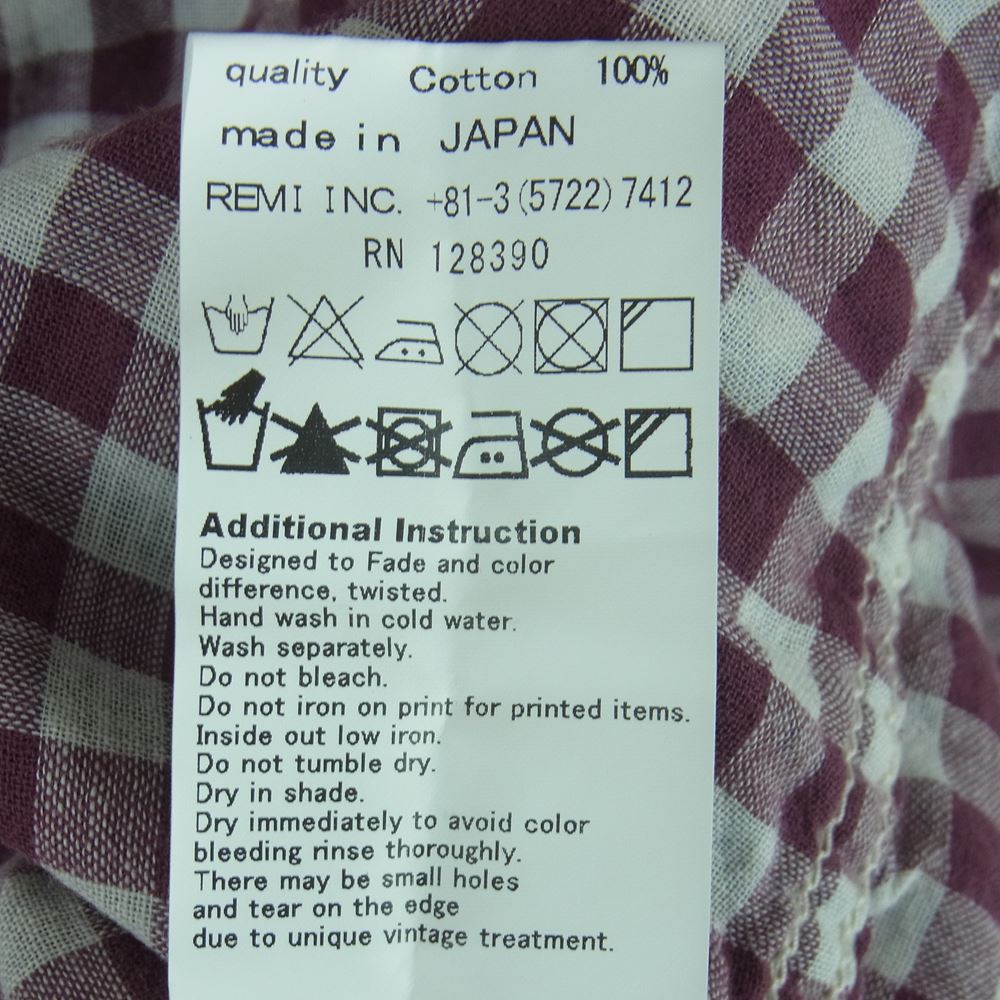 quality Cotton 100%
made in JAPAN
REMI INC. +81-3(5722)7412
RN 128390
Additional Instruction
Designed to Fade and color
difference, twisted.
Hand wash in cold water.
Wash separately.
Do not bleach.
Do not iron on print for printed items.
Inside out low iron.
Do not tumble dry.
Dry in shade.
Dry immediately to avoid color
bleeding rinse thoroughly.
There may be small holes
and tear on the edge
due to unique vintage treatment.